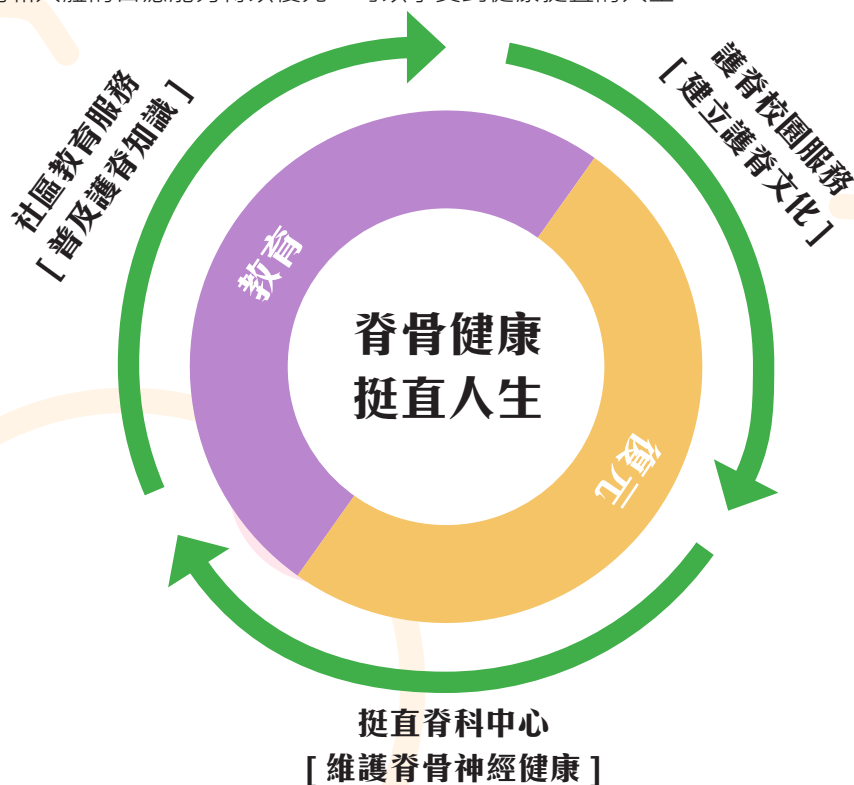 社區教育服務
[ 普及護脊知識 ]
護脊校園服務
[ 建立護脊文化 ]
教育
脊骨健康
挺直人生
復元
挺直脊科中心
[ 維護脊骨神經健康 ]